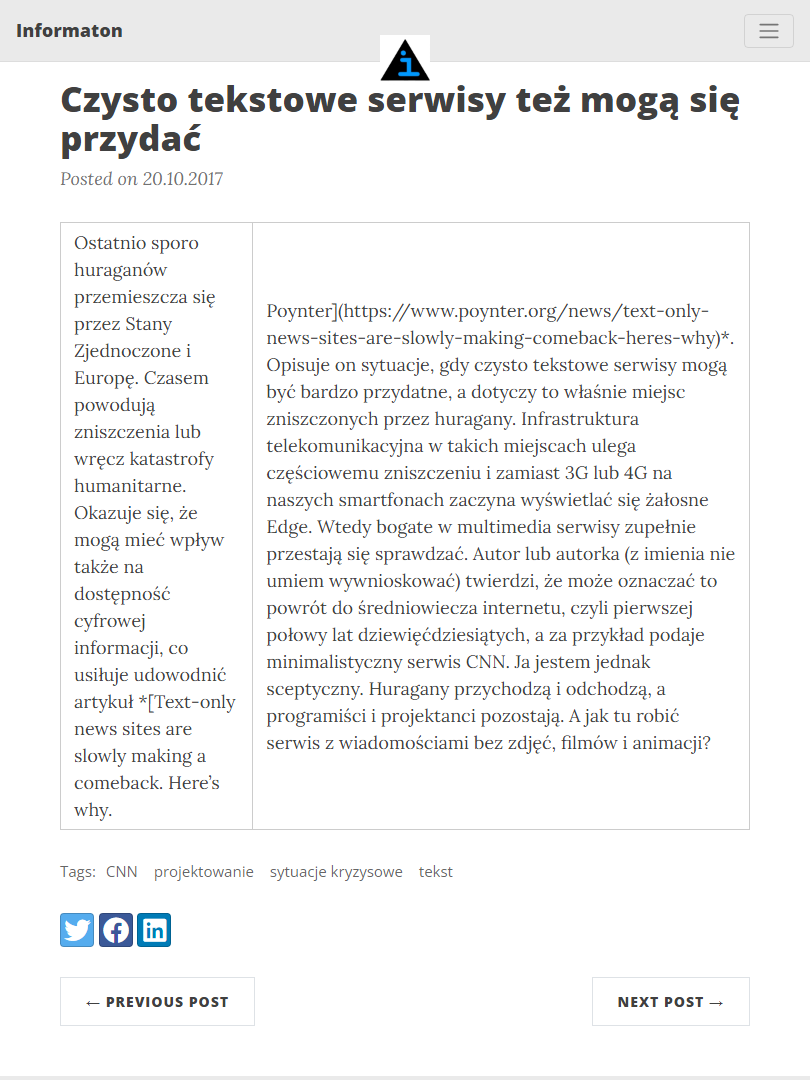 Informaton
Czysto tekstowe serwisy też mogą się
przydać
Posted on 20.10.2017
Ostatnio sporo
huraganów
przemieszcza się
przez Stany
Zjednoczone i
Europę. Czasem
powodują
zniszczenia lub
wręcz katastrofy
humanitarne.
Okazuje się, że
mogą mieć wpływ
także na
dostępność
cyfrowej
informacji, co
usiłuje udowodnić
artykuł *[Text-only
news sites are
slowly making a
comeback. Here’s
why.
Poynter](https://www.poynter.org/news/text-only-
news-sites-are-slowly-making-comeback-heres-why)*.
Opisuje on sytuacje, gdy czysto tekstowe serwisy mogą
być bardzo przydatne, a dotyczy to właśnie miejsc
zniszczonych przez huragany. Infrastruktura
telekomunikacyjna w takich miejscach ulega
częściowemu zniszczeniu i zamiast 3G lub 4G na
naszych smartfonach zaczyna wyświetlać się żałosne
Edge. Wtedy bogate w multimedia serwisy zupełnie
przestają się sprawdzać. Autor lub autorka (z imienia nie
umiem wywnioskować) twierdzi, że może oznaczać to
powrót do średniowiecza internetu, czyli pierwszej
połowy lat dziewięćdziesiątych, a za przykład podaje
minimalistyczny serwis CNN. Ja jestem jednak
sceptyczny. Huragany przychodzą i odchodzą, a
programiści i projektanci pozostają. A jak tu robić
serwis z wiadomościami bez zdjęć, filmów i animacji?
Tags: CNN projektowanie sytuacje kryzysowe tekst
← PREVIOUS POST
NEXT POST →